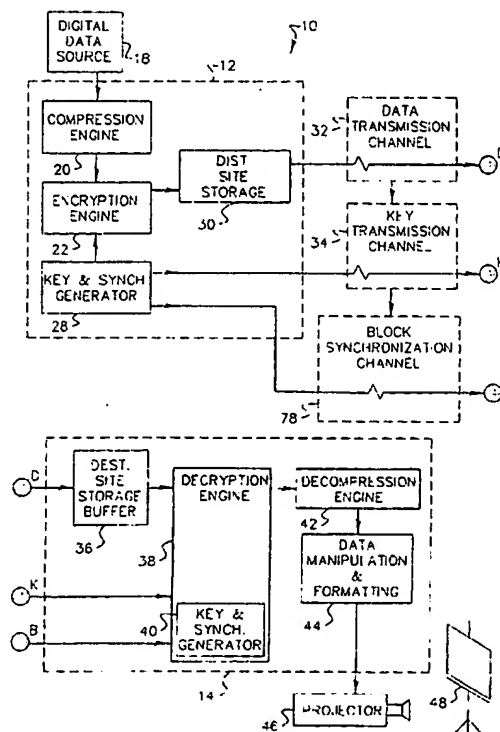 DIGITAL
DATA
SOURCE
18
10
12
COMPRESSION
ENGINE
20
ENCRYPTION
ENGINE
22
KEY & SYNCH
GENERATOR
28
DIST
SITE
STORAGE
30
32
DATA
TRANSMISSION
CHANNEL
34
KEY
TRANSMISSION
CHANNEL
BLOCK
SYNCHRONIZATION
CHANNEL
78
D
DEST.
SITE
STORAGE
BUFFER
36
DECRYPTION
ENGINE
38
K
40
KEY &
SYNCH.
GENERATOR
B
DECOMPRESSION
ENGINE
42
DATA
MANIPULATION
&
FORMATTING
44
14
PROJECTOR
46
48